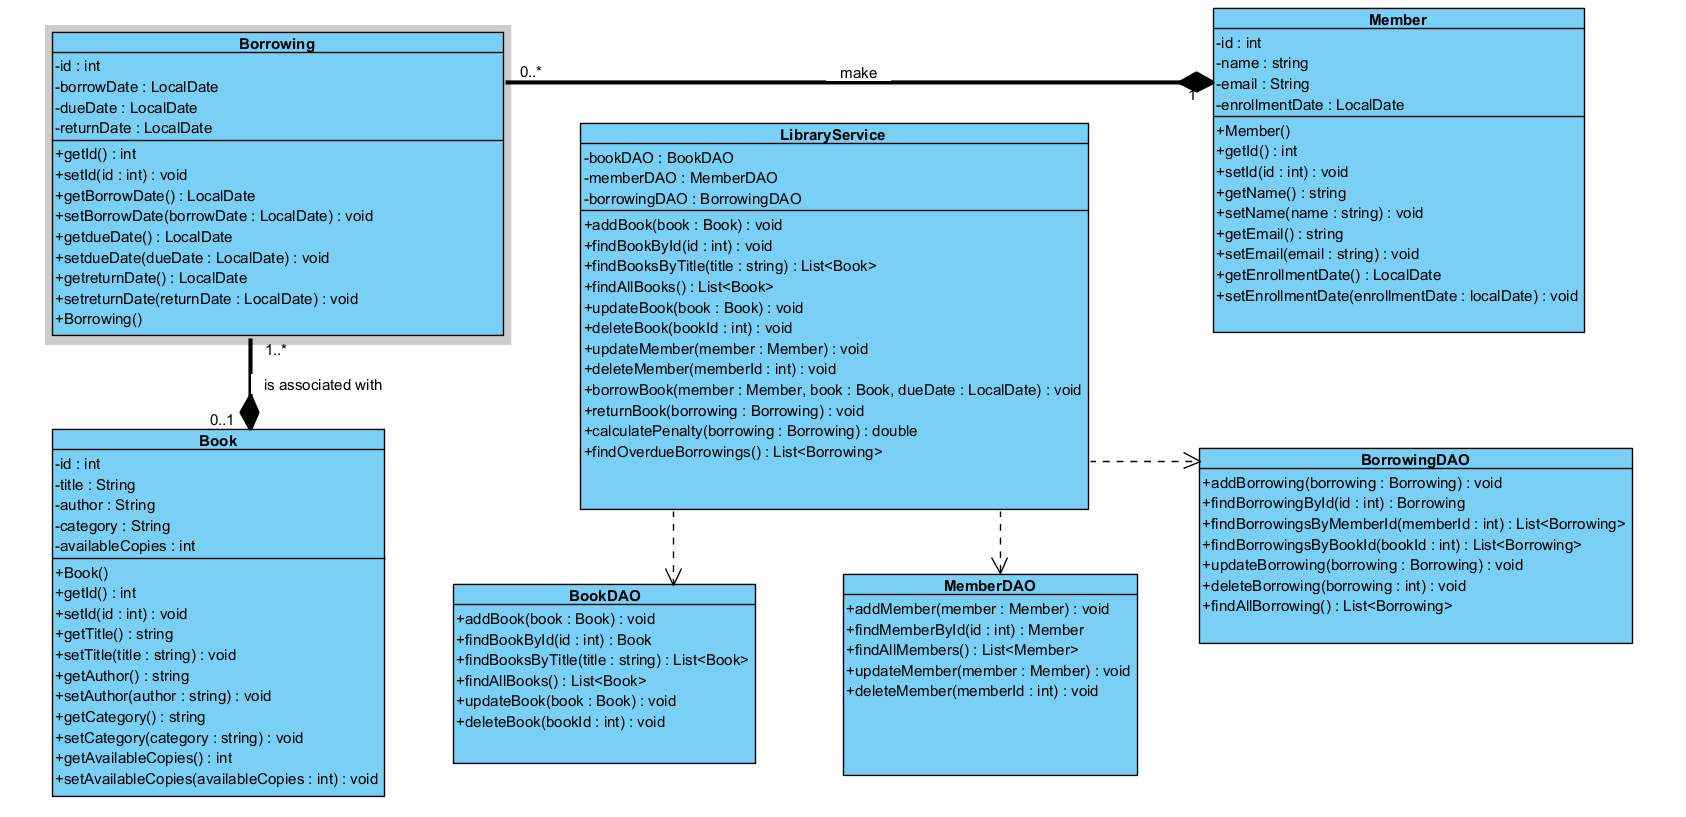 Borrowing
-id : int
-borrowDate : LocalDate
-dueDate : LocalDate
-returnDate : LocalDate
+getId() : int
+setId(id : int) : void
+getBorrowDate() : LocalDate
+setBorrowDate(borrowDate : LocalDate) : void
+getdueDate() : LocalDate
+setdueDate(dueDate : LocalDate) : void
+getreturnDate() : LocalDate
+setreturnDate(returnDate : LocalDate) : void
+Borrowing()
0..*
make
1
Member
-id : int
-name : string
-email : String
-enrollmentDate : LocalDate
+Member()
+getId() : int
+setId(id : int) : void
+getName() : string
+setName(name : string) : void
+getEmail() : string
+setEmail(email : string) : void
+getEnrollmentDate() : LocalDate
+setEnrollmentDate(enrollmentDate : localDate) : void
LibraryService
-bookDAO : BookDAO
-memberDAO : MemberDAO
-borrowingDAO : BorrowingDAO
+addBook(book : Book) : void
+findBookById(id : int) : void
+findBooksByTitle(title : string) : List<Book>
+findAllBooks() : List<Book>
+updateBook(book : Book) : void
+deleteBook(bookId : int) : void
+updateMember(member : Member) : void
+deleteMember(memberId : int) : void
+borrowBook(member : Member, book : Book, dueDate : LocalDate) : void
+returnBook(borrowing : Borrowing) : void
+calculatePenalty(borrowing : Borrowing) : double
+findOverdueBorrowings() : List<Borrowing>
1..*
is associated with
0..1
Book
-id : int
-title : String
-author : String
-category : String
-availableCopies : int
+Book()
+getId() : int
+setId(id : int) : void
+getTitle() : string
+setTitle(title : string) : void
+getAuthor() : string
+setAuthor(author : string) : void
+getCategory() : string
+setCategory(category : string) : void
+getAvailableCopies() : int
+setAvailableCopies(availableCopies : int) : void
BookDAO
+addBook(book : Book) : void
+findBookById(id : int) : Book
+findBooksByTitle(title : string) : List<Book>
+findAllBooks() : List<Book>
+updateBook(book : Book) : void
+deleteBook(bookId : int) : void
MemberDAO
+addMember(member : Member) : void
+findMemberById(id : int) : Member
+findAllMembers() : List<Member>
+updateMember(member : Member) : void
+deleteMember(memberId : int) : void
BorrowingDAO
+addBorrowing(borrowing : Borrowing) : void
+findBorrowingById(id : int) : Borrowing
+findBorrowingsByMemberId(memberId : int) : List<Borrowing>
+findBorrowingsByBookId(bookId : int) : List<Borrowing>
+updateBorrowing(borrowing : Borrowing) : void
+deleteBorrowing(borrowing : int) : void
+findAllBorrowing() : List<Borrowing>